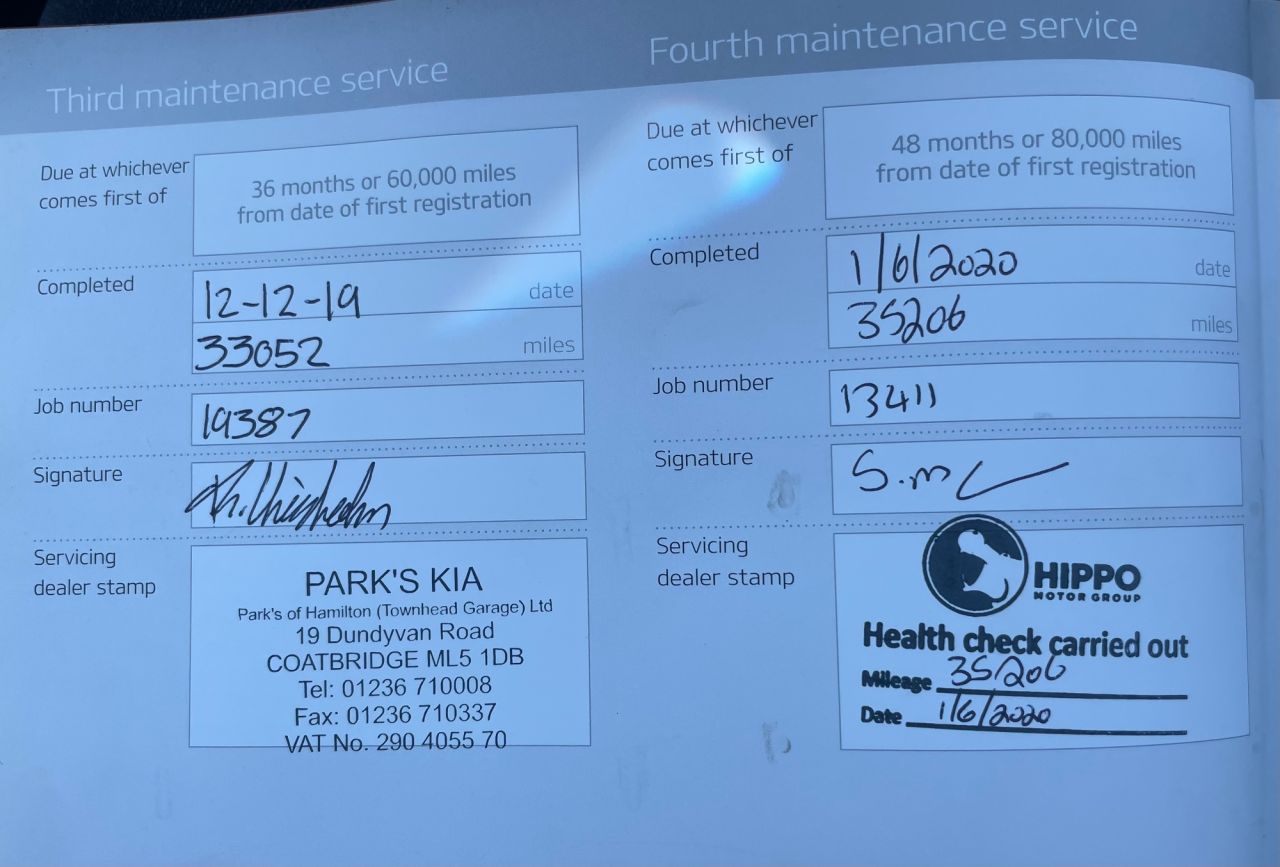 Third maintenance service
Due at whichever
comes first of
36 months or 60,000 miles
from date of first registration
Completed
12-12-19
date
33052
miles
Job number
19387
Signature
Servicing
dealer stamp
PARK'S KIA
Park's of Hamilton (Townhead Garage) Ltd
19 Dundyvan Road
COATBRIDGE ML5 1DB
Tel: 01236 710008
Fax: 01236 710337
VAT No. 290 4055 70
Fourth maintenance service
Due at whichever
comes first of
48 months or 80,000 miles
from date of first registration
Completed
1/6/2020
date
35206
miles
Job number
13411
Signature
Servicing
dealer stamp
HIPPO
MOTOR GROUP
Health check carried out
Mileage 35206
Date 1/6/2020